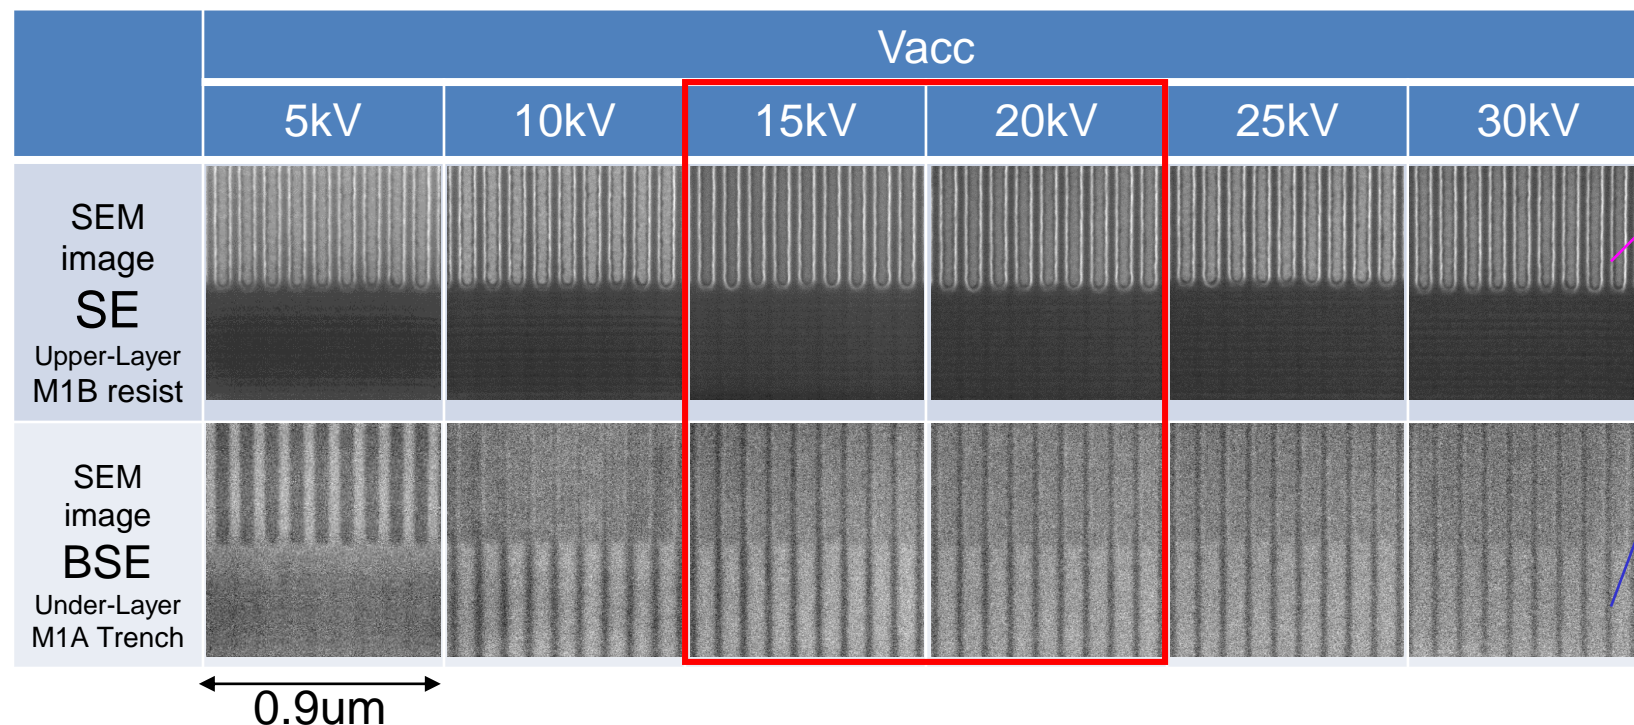 Vacc
5kV 10kV 15kV 20kV 25kV 30kV
SEM
image
SE
Upper-Layer
M1B resist
SEM
image
BSE
Under-Layer
M1A Trench
0.9um